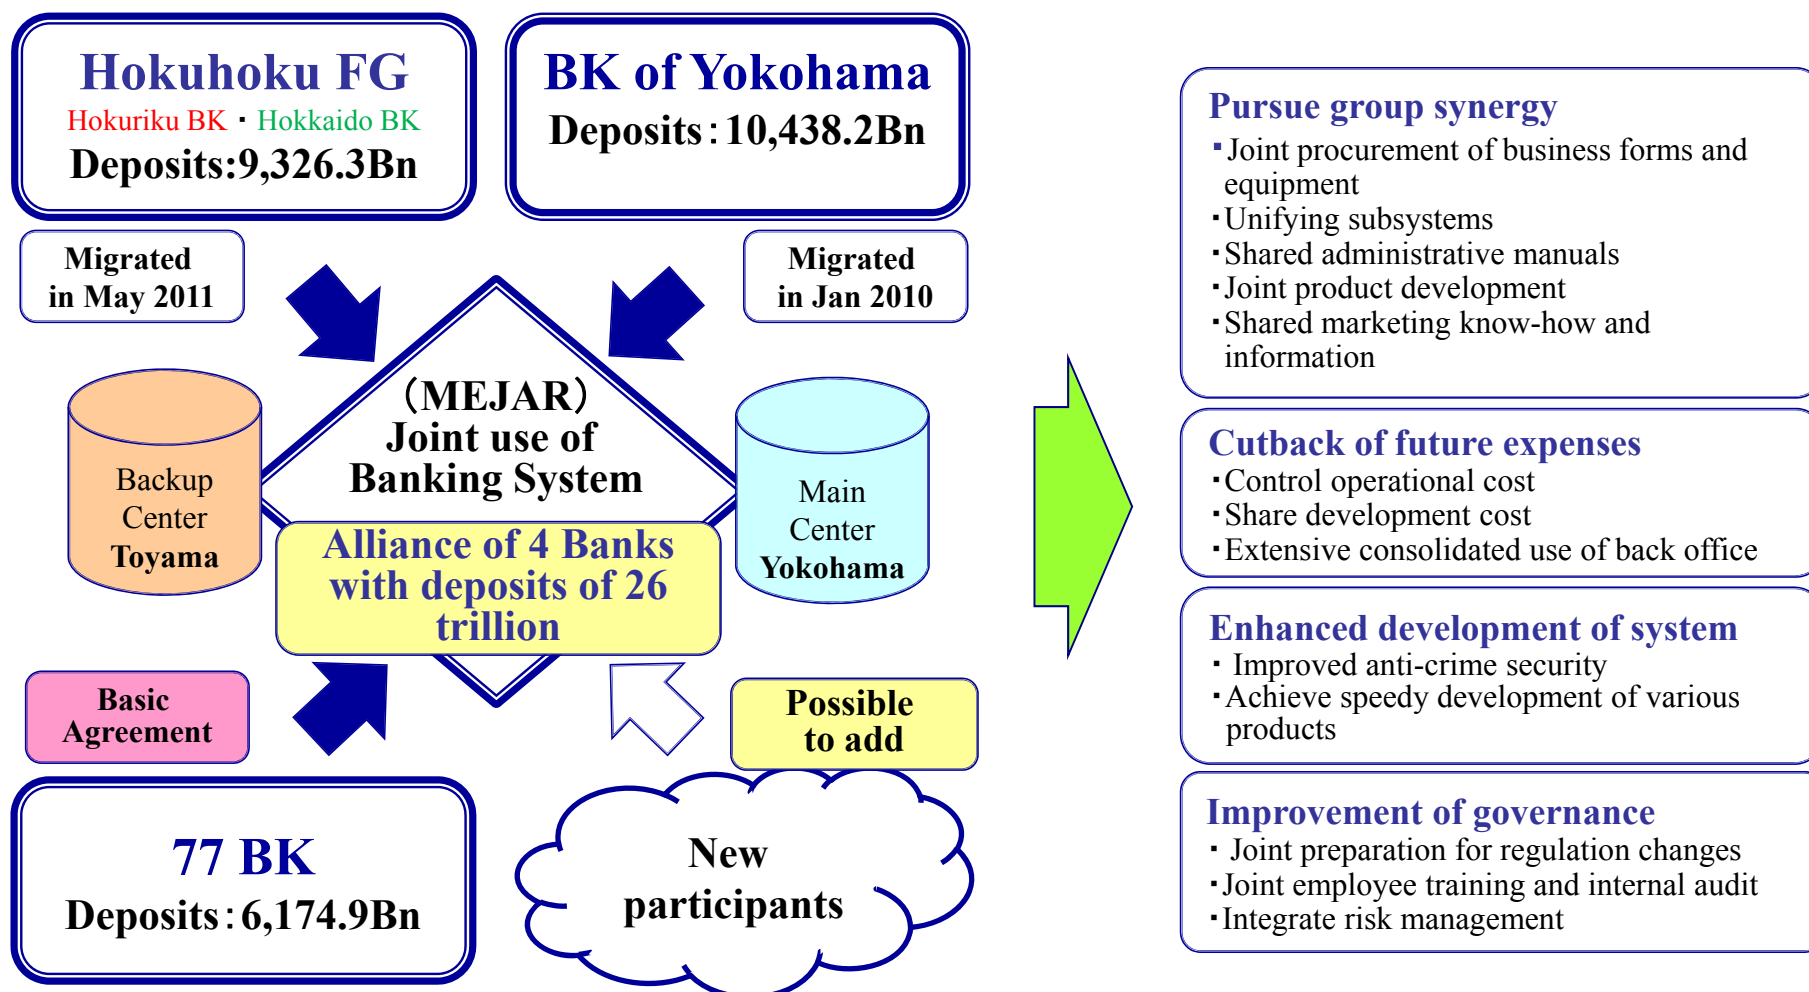 Hokuhoku FG
Hokuriku BK ・ Hokkaido BK
Deposits:9,326.3Bn
BK of Yokohama
Deposits：10,438.2Bn
Migrated
in May 2011
Migrated
in Jan 2010
（MEJAR）
Joint use of
Banking System
Backup
Center
Toyama
Main
Center
Yokohama
Alliance of 4 Banks
with deposits of 26
trillion
Basic
Agreement
Possible
to add
77 BK
Deposits：6,174.9Bn
New
participants
Pursue group synergy
▪Joint procurement of business forms and
equipment
▪Unifying subsystems
▪Shared administrative manuals
▪Joint product development
▪Shared marketing know-how and
information
Cutback of future expenses
▪Control operational cost
▪Share development cost
▪Extensive consolidated use of back office
Enhanced development of system
▪ Improved anti-crime security
▪Achieve speedy development of various
products
Improvement of governance
▪ Joint preparation for regulation changes
▪Joint employee training and internal audit
▪Integrate risk management